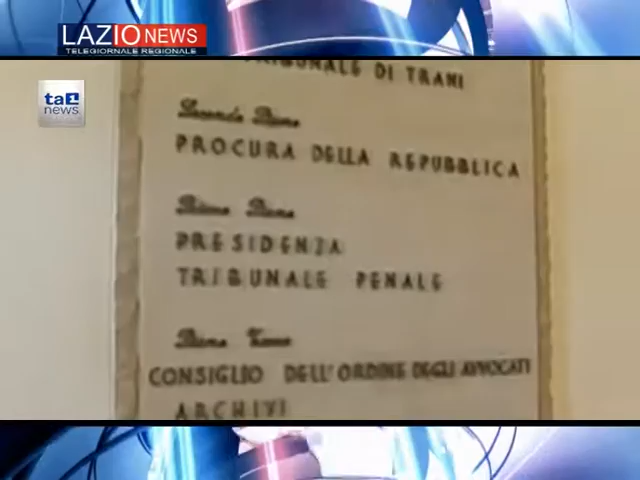 LAZIONEWS
TELEGIORNALE REGIONALE
TRIBUNALE DI TRANI
ta1
news
Secondo Piano
PROCURA DELLA REPUBBLICA
Primo Piano
PRESIDENZA
TRIBUNALE PENALE
Piano Terra
CONSIGLIO DELL'ORDINE DEGLI AVVOCATI
ARCHIVI